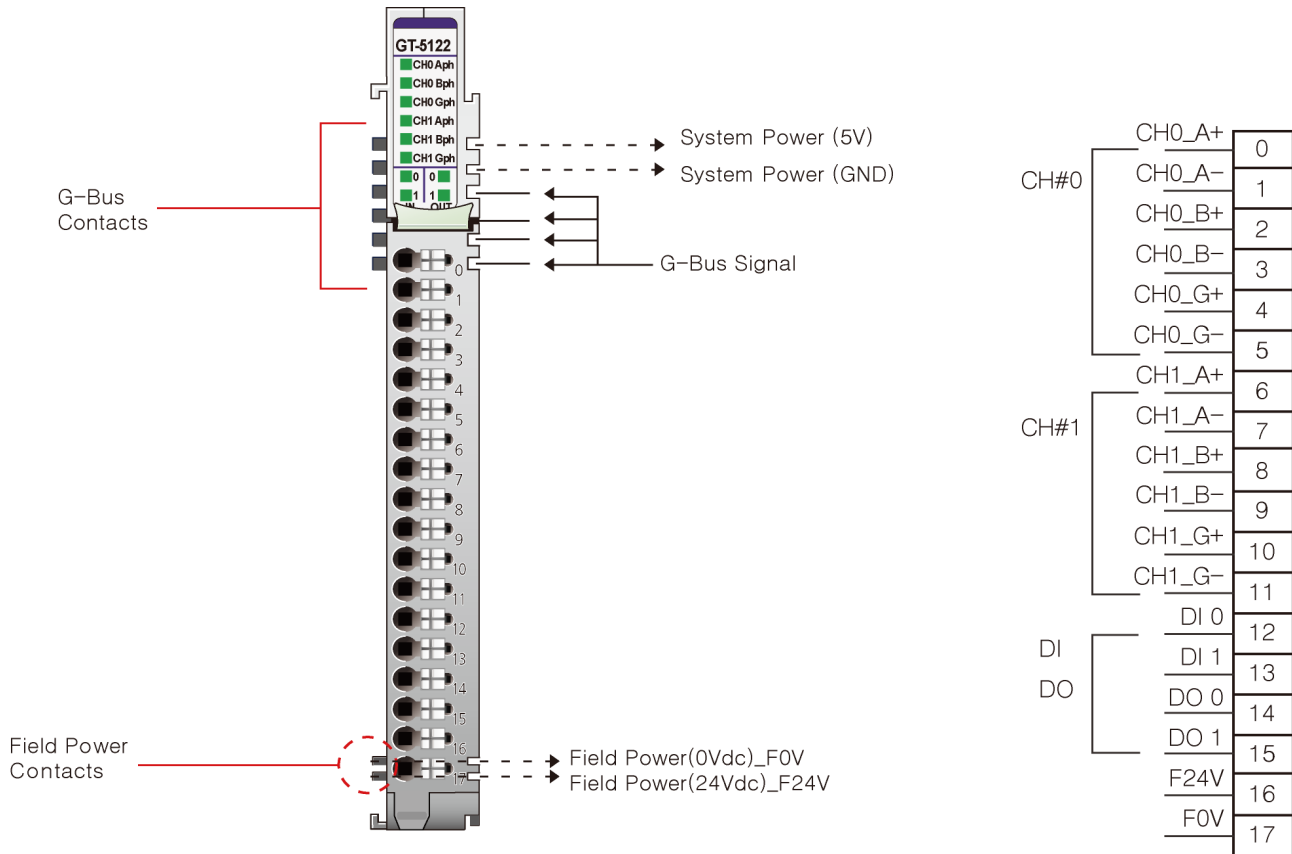 GT-5122
CH0 Aph
CH0 Bph
CH0 Gph
CH1 Aph
CH1 Bph
CH1 Gph
0 0
1 1
IN OUT
System Power (5V)
System Power (GND)
G-Bus
Contacts
G-Bus Signal
0
1
2
3
4
5
6
7
8
9
10
11
12
13
14
15
16
17
Field Power
Contacts
Field Power(0Vdc)_F0V
Field Power(24Vdc)_F24V
CH#0
CH0_A+ 0
CH0_A- 1
CH0_B+ 2
CH0_B- 3
CH0_G+ 4
CH0_G- 5
CH#1
CH1_A+ 6
CH1_A- 7
CH1_B+ 8
CH1_B- 9
CH1_G+ 10
CH1_G- 11
DI
DO
DI 0 12
DI 1 13
DO 0 14
DO 1 15
F24V 16
F0V 17